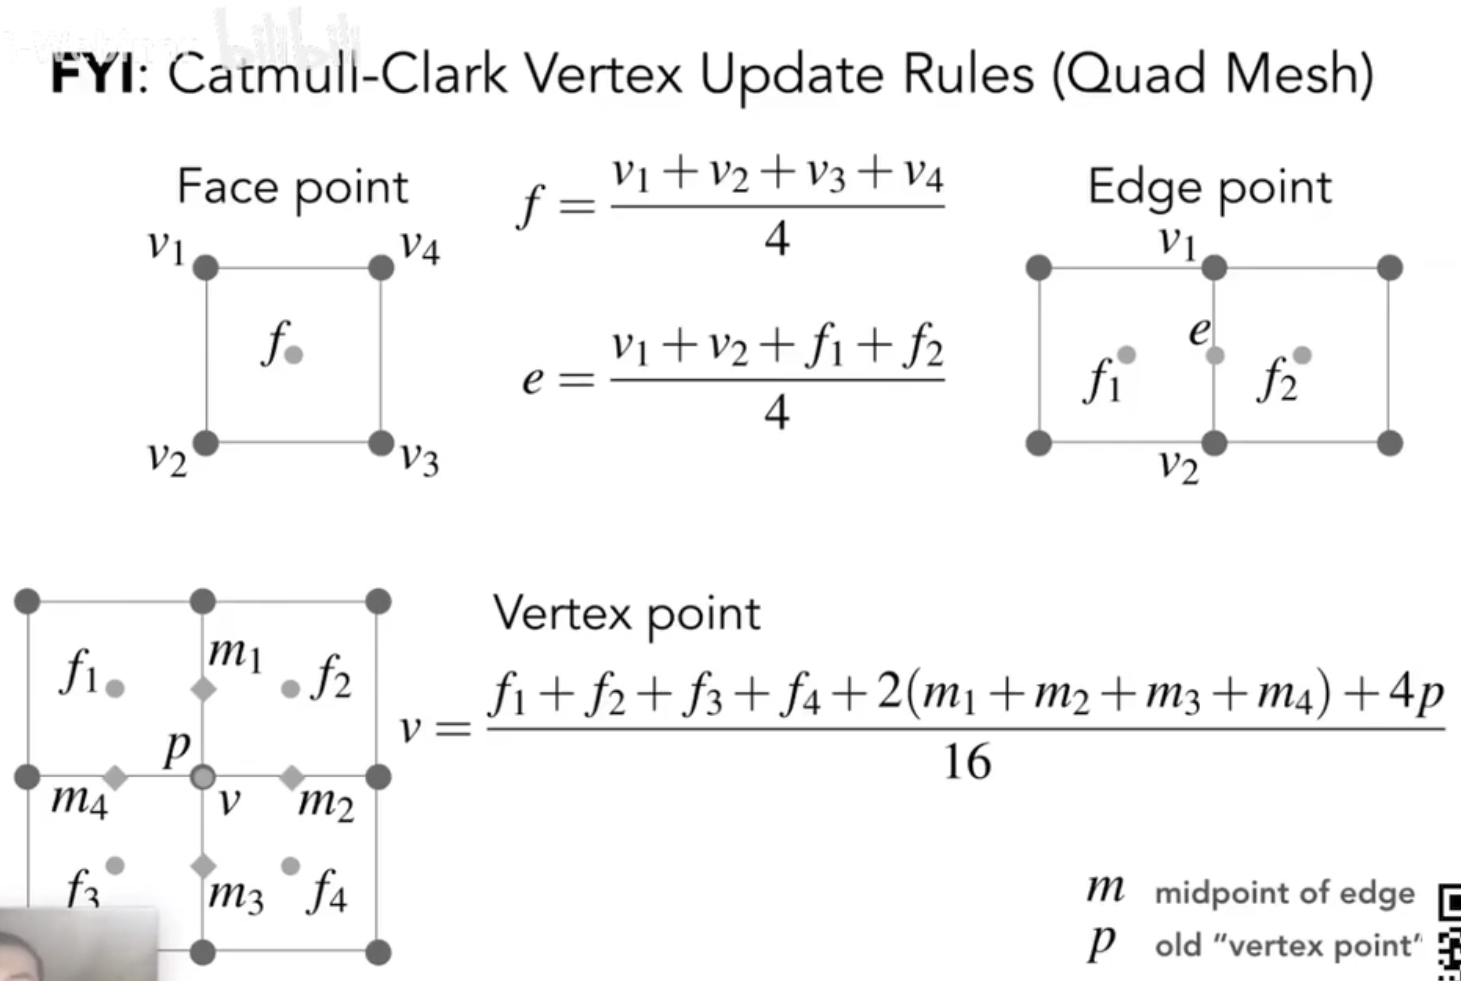 bilibili
FYI: Catmull-Clark Vertex Update Rules (Quad Mesh)
Face point
v1 v4
f
v2 v3
f = (v1 + v2 + v3 + v4) / 4
e = (v1 + v2 + f1 + f2) / 4
Edge point
v1
e
f1 f2
v2
f1 m1 f2
p
m4 v m2
f3 m3 f4
Vertex point
v = (f1 + f2 + f3 + f4 + 2(m1 + m2 + m3 + m4) + 4p) / 16
m midpoint of edge
p old “vertex point”